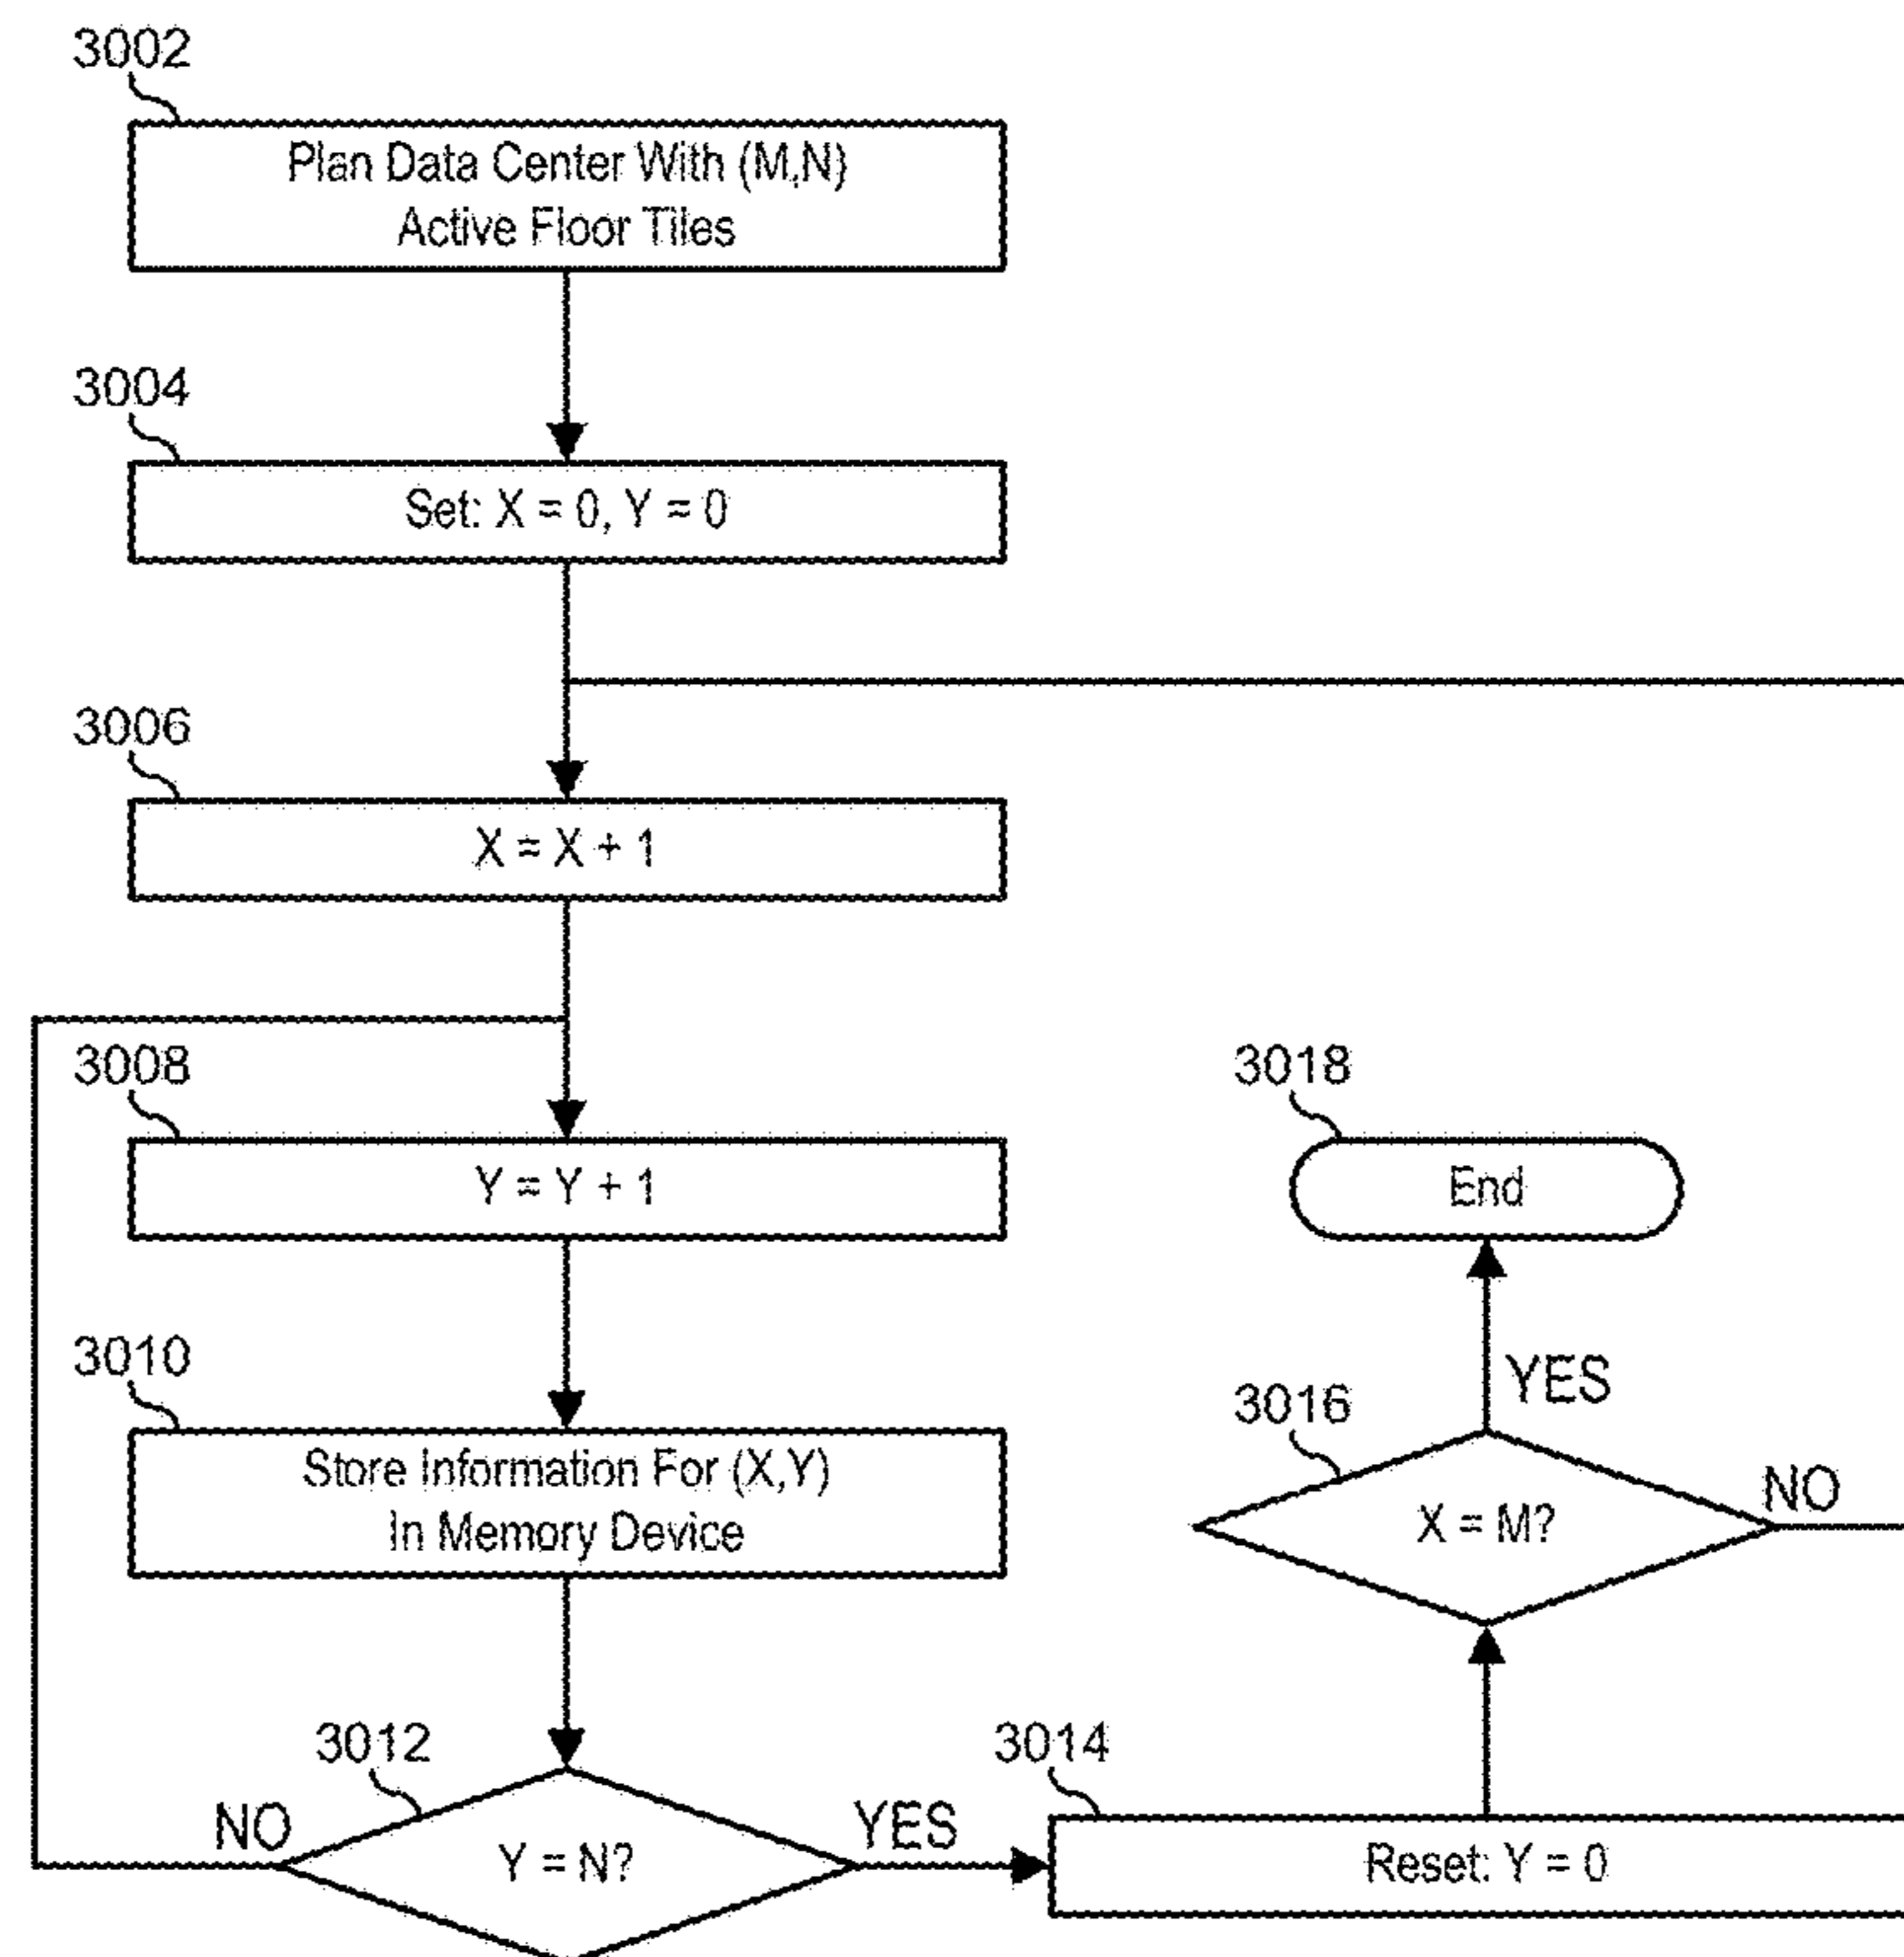 3002
Plan Data Center With (M,N)
Active Floor Tiles
3004
Set: X = 0, Y = 0
3006
X = X + 1
3008
Y = Y + 1
3010
Store Information For (X,Y)
In Memory Device
3012
Y = N?
NO
YES
3014
Reset: Y = 0
3016
X = M?
NO
YES
3018
End